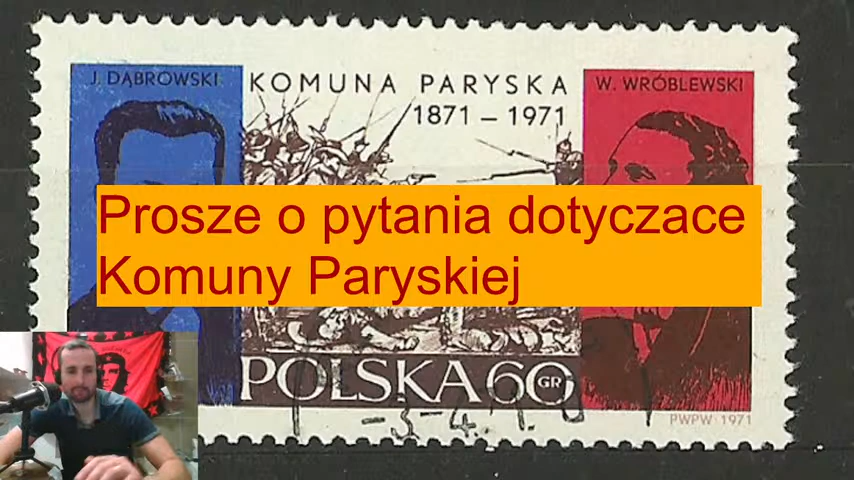 J. DĄBROWSKI
KOMUNA PARYSKA
W. WRÓBLEWSKI
1871 – 1971
Prosze o pytania dotyczace
Komuny Paryskiej
POLSKA 60 GR
PWPW 1971